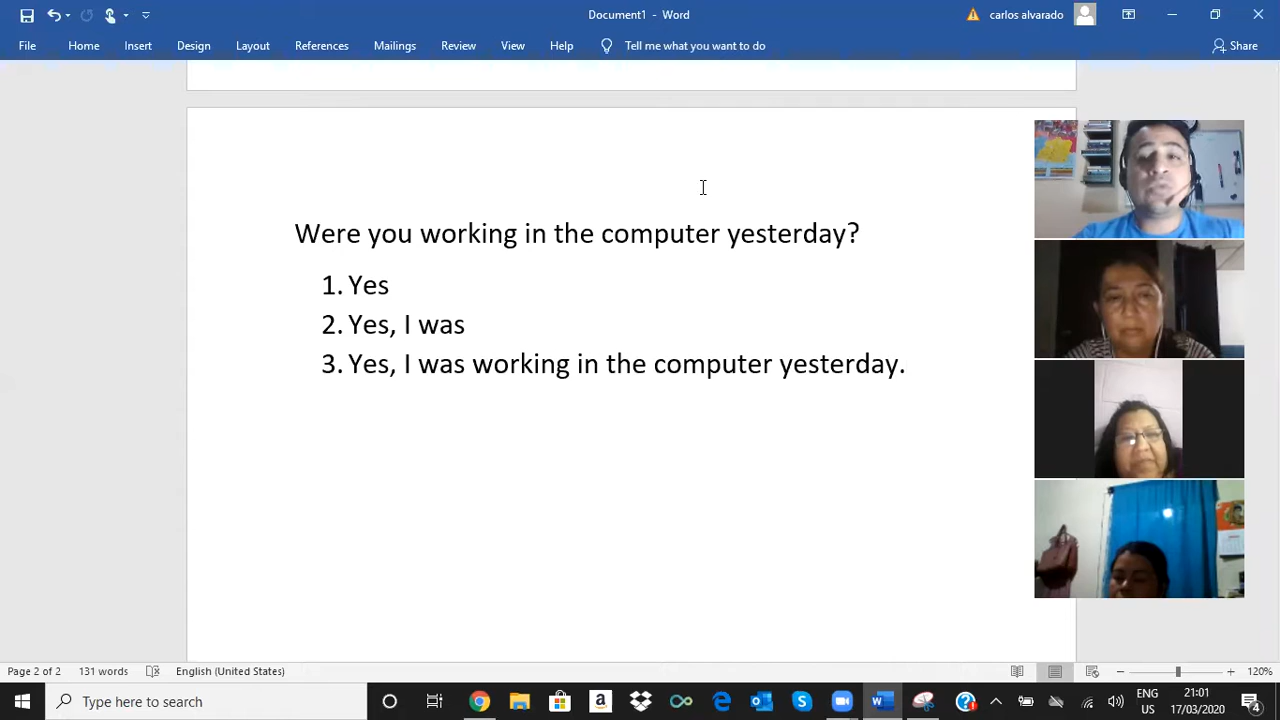 Document1 - Word
carlos alvarado
File Home Insert Design Layout References Mailings Review View Help Tell me what you want to do Share
Were you working in the computer yesterday?
1. Yes
2. Yes, I was
3. Yes, I was working in the computer yesterday.
Page 2 of 2 131 words English (United States) 120%
Type here to search
ENG
US
21:01
17/03/2020
4